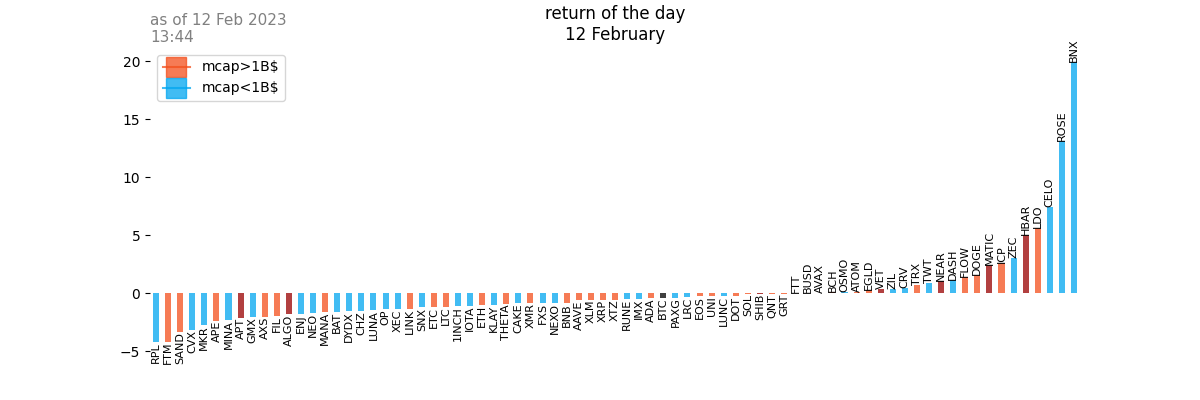 as of 12 Feb 2023
13:44
return of the day
12 February
mcap>1B$
mcap<1B$
20
15
10
5
0
−5
RPL
FTM
SAND
CVX
MKR
APE
MINA
APT
GMX
AXS
FIL
ALGO
ENJ
NEO
MANA
BAT
DYDX
CHZ
LUNA
OP
XEC
LINK
SNX
ETC
LTC
1INCH
IOTA
ETH
KLAY
THETA
CAKE
XMR
FXS
NEXO
BNB
AAVE
XLM
XRP
XTZ
RUNE
IMX
ADA
BTC
PAXG
LRC
EOS
UNI
LUNC
DOT
SOL
SHIB
QNT
GRT
FTT
BUSD
AVAX
BCH
OSMO
ATOM
EGLD
VET
ZIL
CRV
TRX
TWT
NEAR
DASH
FLOW
DOGE
MATIC
ICP
ZEC
HBAR
LDO
CELO
ROSE
BNX